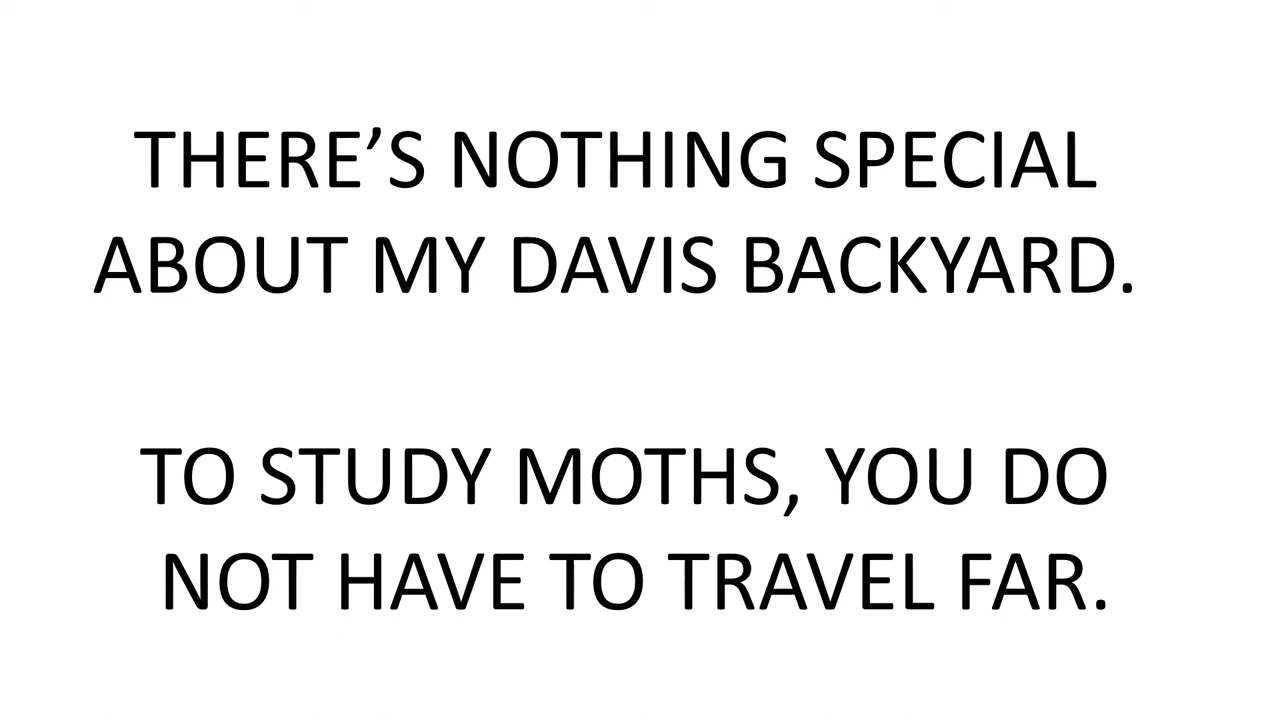 THERE’S NOTHING SPECIAL
ABOUT MY DAVIS BACKYARD.
TO STUDY MOTHS, YOU DO
NOT HAVE TO TRAVEL FAR.